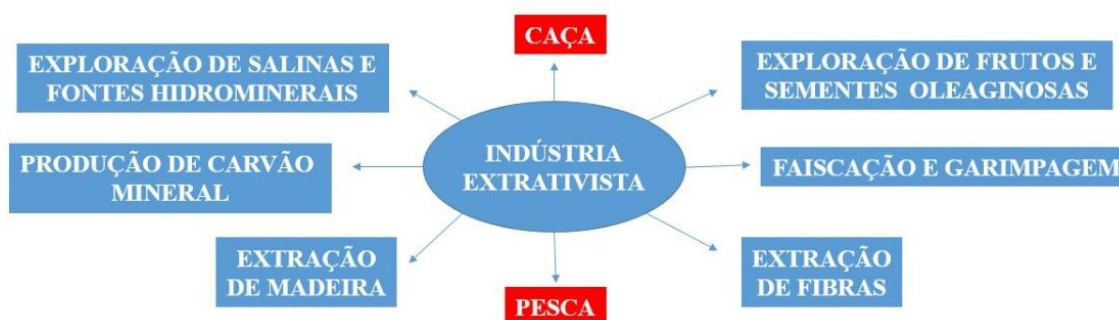 CAÇA
EXPLORAÇÃO DE SALINAS E
FONTES HIDROMINERAIS
EXPLORAÇÃO DE FRUTOS E
SEMENTES OLEAGINOSAS
INDÚSTRIA
EXTRATIVISTA
PRODUÇÃO DE CARVÃO
MINERAL
FAISCAÇÃO E GARIMPAGEM
EXTRAÇÃO
DE MADEIRA
PESCA
EXTRAÇÃO
DE FIBRAS